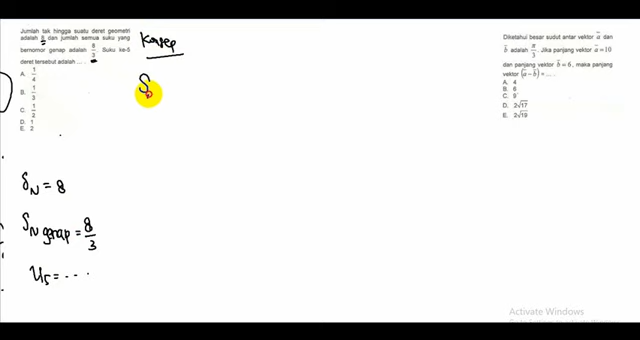 Jumlah tak hingga suatu deret geometri
adalah 8 dan jumlah semua suku yang
bernomor genap adalah 8/3. Suku ke-5
deret tersebut adalah ....
A. 1/4
B. 1/3
C. 1/2
D. 1
E. 2
Konsep
S
S_N = 8
S_N genap = 8/3
U_5 = ....
Diketahui besar sudut antar vektor a̅ dan
b̅ adalah π/3. Jika panjang vektor a̅ = 10
dan panjang vektor b̅ = 6, maka panjang
vektor (a̅ - b̅) = ....
A. 4
B. 6
C. 9
D. 2√17
E. 2√19
Activate Windows